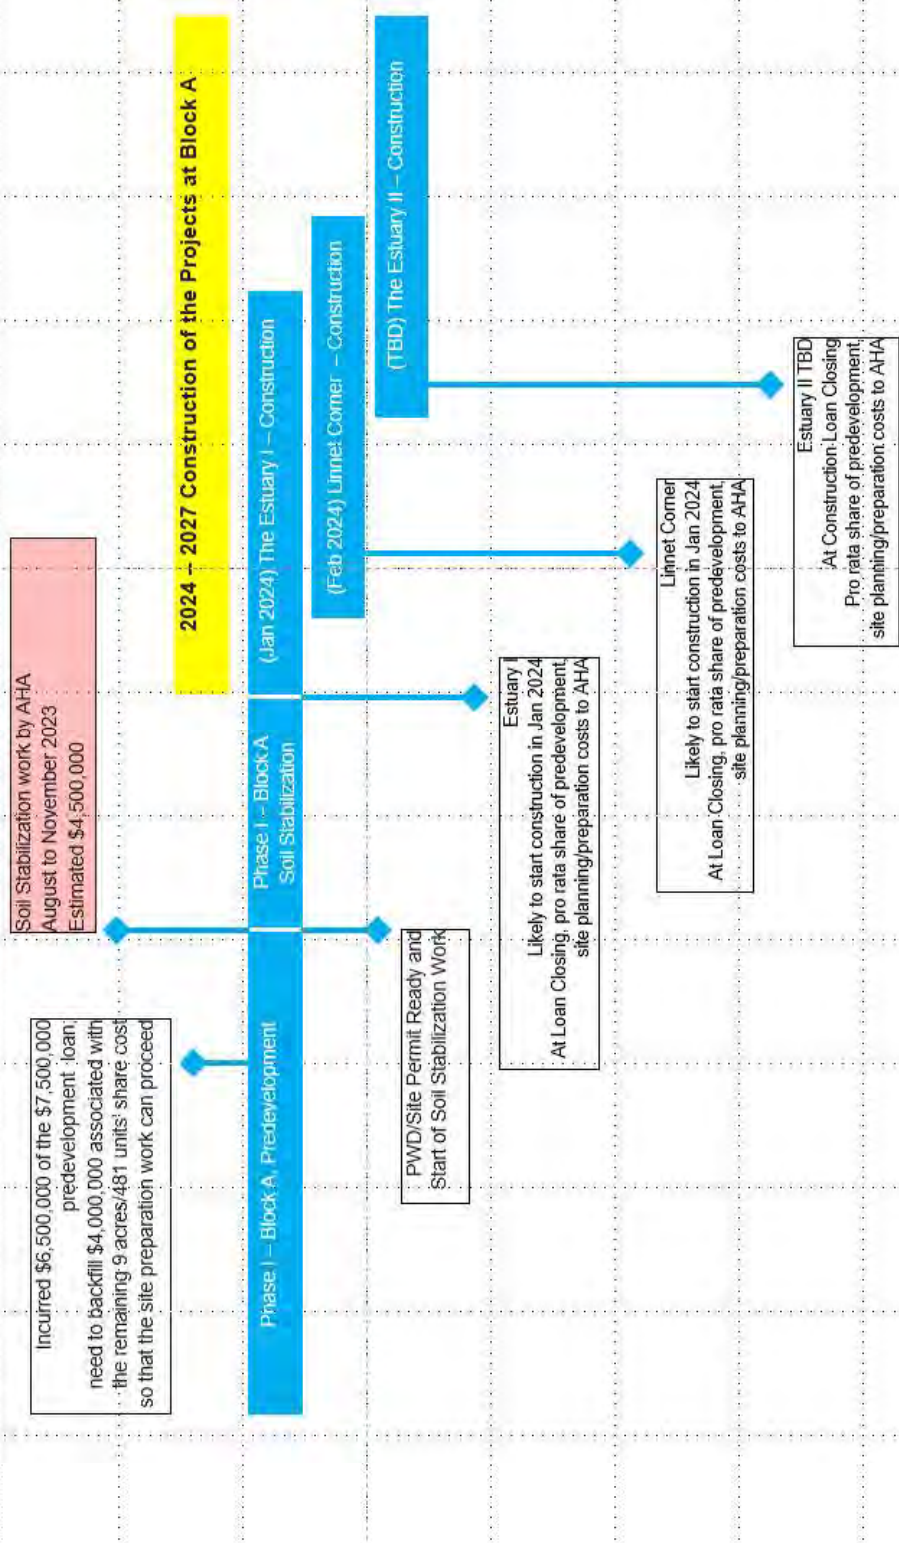 Incurred $6,500,000 of the $7,500,000
predevelopment loan,
need to backfill $4,000,000 associated with
the remaining 9 acres/481 units' share cost
so that the site preparation work can proceed
Soil Stabilization work by AHA
August to November 2023
Estimated $4,500,000
2024 – 2027 Construction of the Projects at Block A
Phase I – Block A, Predevelopment
Phase I – Block A
Soil Stabilization
(Jan 2024) The Estuary I – Construction
(Feb 2024) Linnet Corner – Construction
(TBD) The Estuary II – Construction
PWD/Site Permit Ready and
Start of Soil Stabilization Work
Estuary I
Likely to start construction in Jan 2024
At Loan Closing, pro rata share of predevelopment,
site planning/preparation costs to AHA
Linnet Corner
Likely to start construction in Jan 2024
At Loan Closing, pro rata share of predevelopment,
site planning/preparation costs to AHA
Estuary II TBD
At Construction Loan Closing
Pro rata share of predevelopment,
site planning/preparation costs to AHA